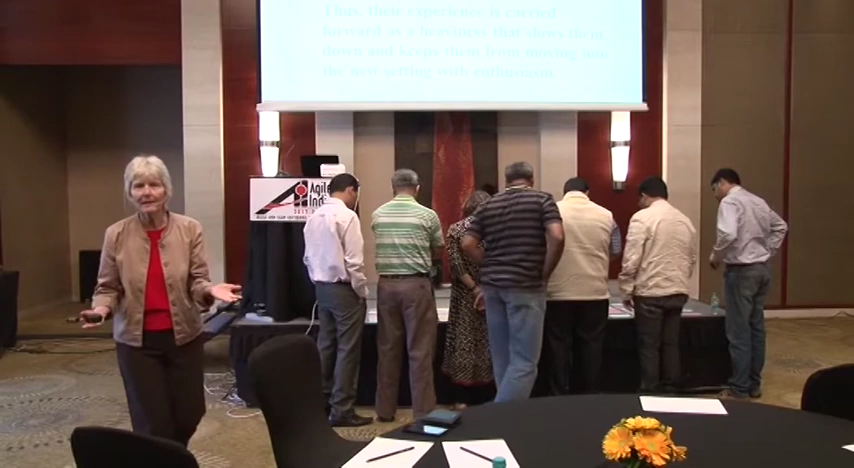 Thus, their experience is carried
forward as a heaviness that slows them
down and keeps them from moving into
the new setting with enthusiasm
Agile
Indi
2013